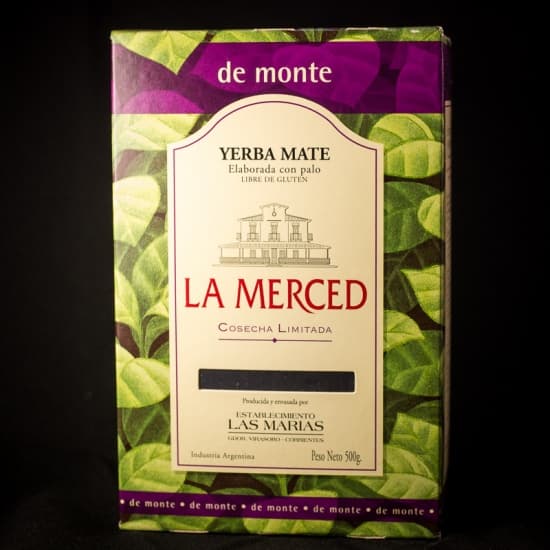 de monte
YERBA MATE
Elaborada con palo
LIBRE DE GLUTEN
LA MERCED
COSECHA LIMITADA
Producida y envasada por
ESTABLECIMIENTO
LAS MARIAS
GDOR. VIRASORO - CORRIENTES
Industria Argentina
Peso Neto 500g.
de monte • de monte • de monte • de monte • de monte